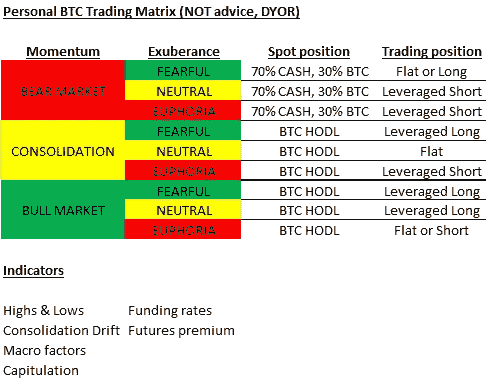 Personal BTC Trading Matrix (NOT advice, DYOR)
Momentum Exuberance Spot position Trading position
FEARFUL 70% CASH, 30% BTC Flat or Long
BEAR MARKET NEUTRAL 70% CASH, 30% BTC Leveraged Short
EUPHORIA 70% CASH, 30% BTC Leveraged Short
FEARFUL BTC HODL Leveraged Long
CONSOLIDATION NEUTRAL BTC HODL Flat
EUPHORIA BTC HODL Leveraged Short
FEARFUL BTC HODL Leveraged Long
BULL MARKET NEUTRAL BTC HODL Leveraged Long
EUPHORIA BTC HODL Flat or Short
Indicators
Highs & Lows Funding rates
Consolidation Drift Futures premium
Macro factors
Capitulation